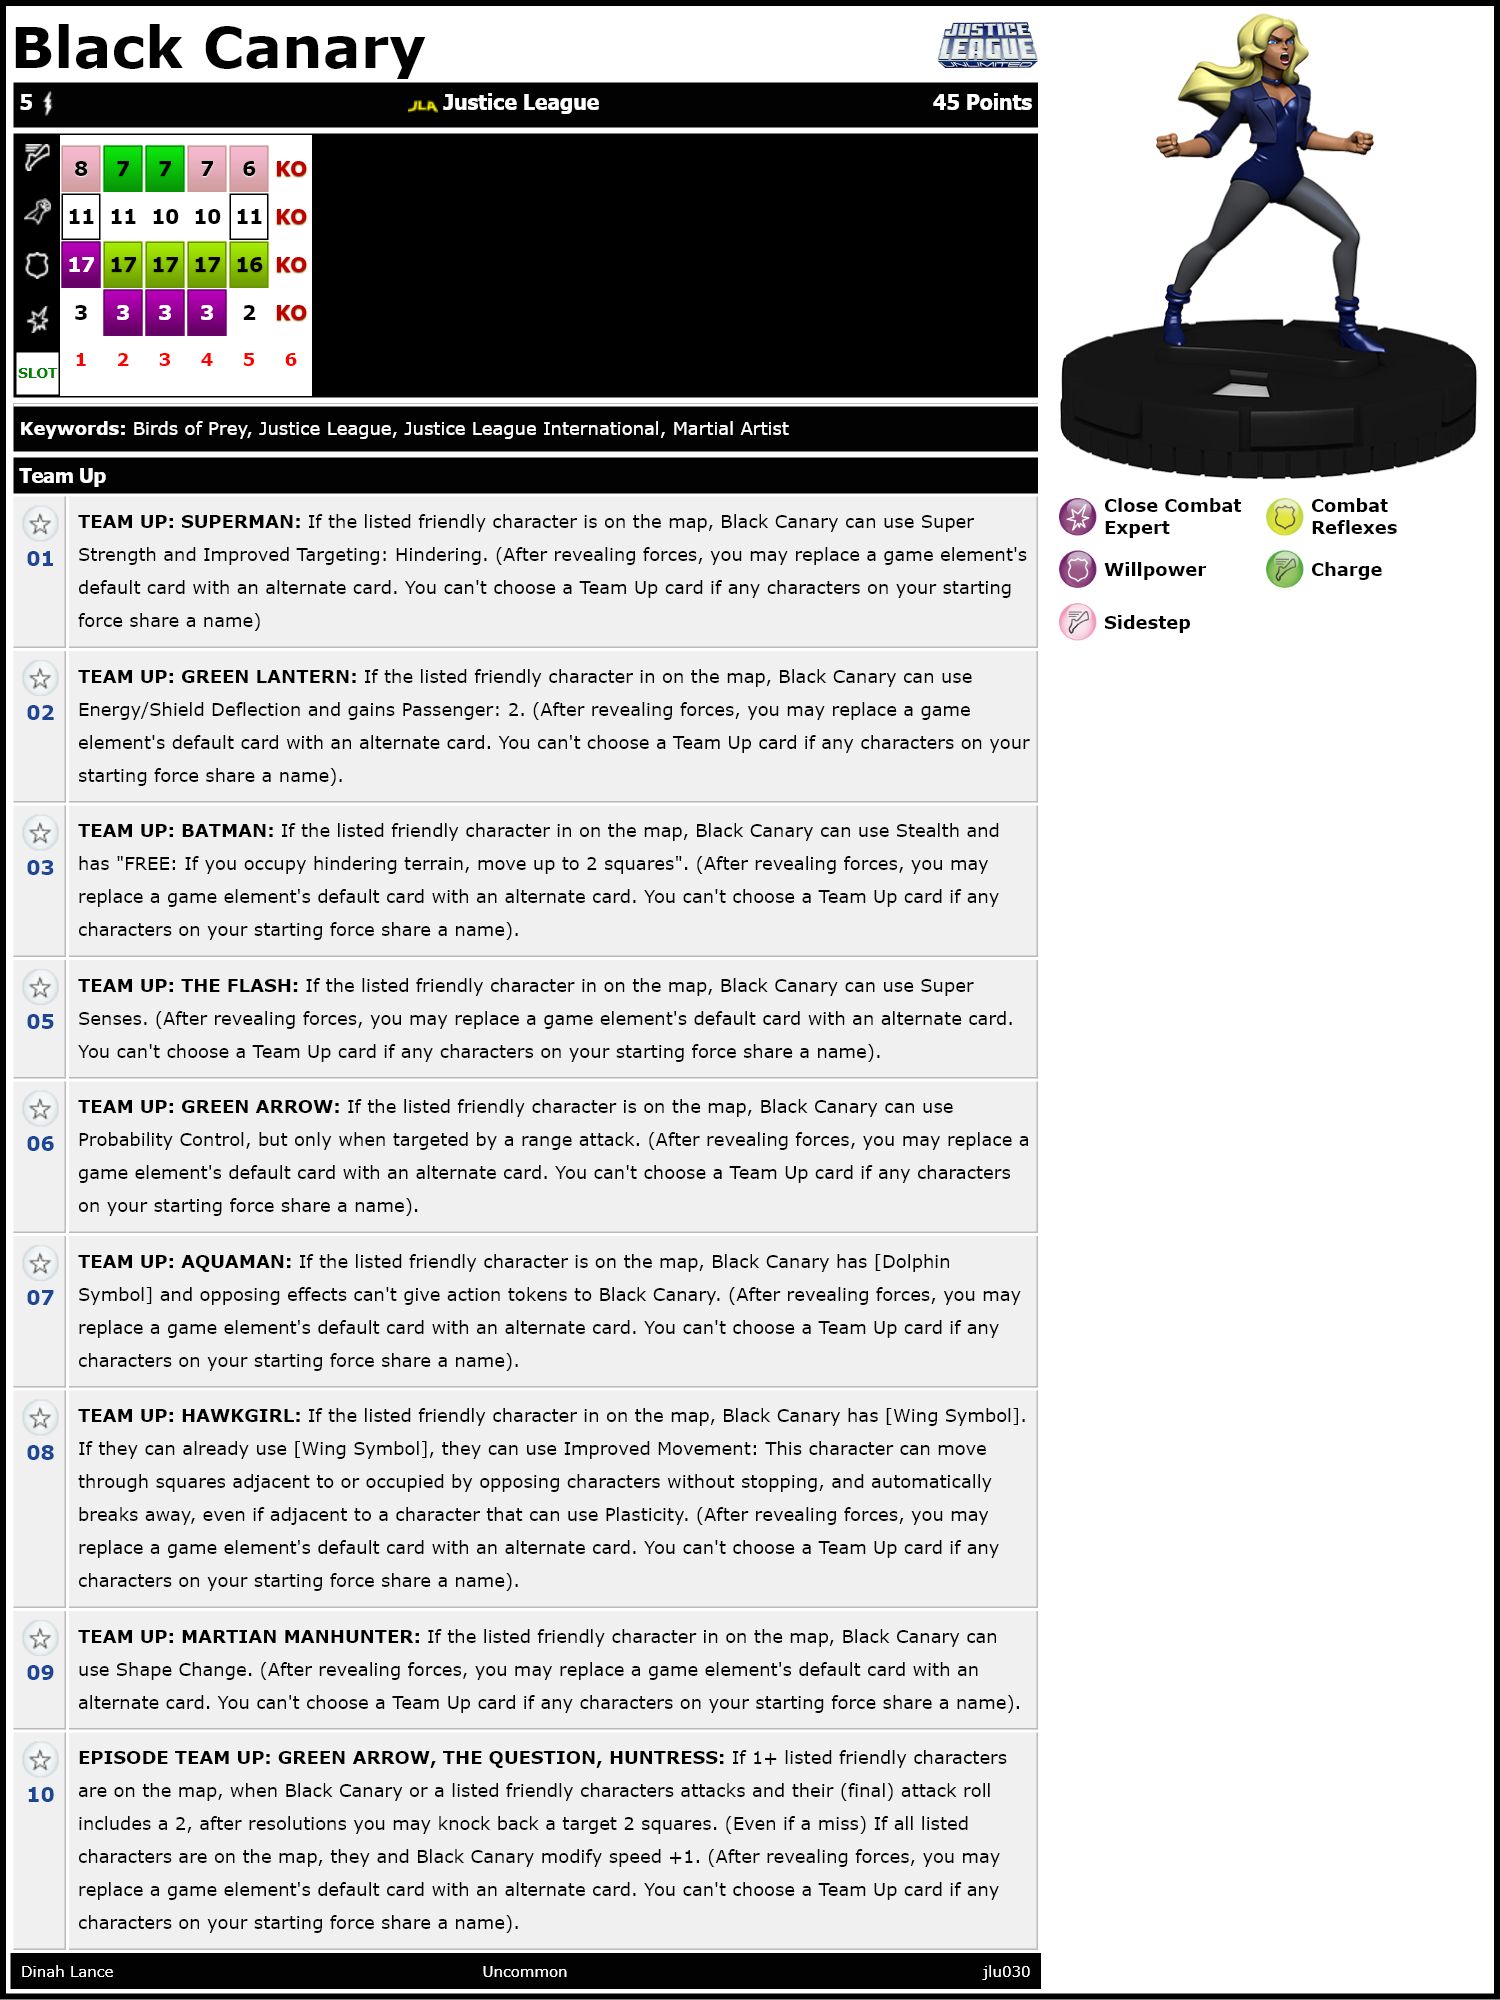 Black Canary
JUSTICE
LEAGUE
UNLIMITED
5 JLA Justice League 45 Points
8 7 7 7 6 KO
11 11 10 10 11 KO
17 17 17 17 16 KO
3 3 3 3 2 KO
SLOT 1 2 3 4 5 6
Keywords: Birds of Prey, Justice League, Justice League International, Martial Artist
Team Up
01
TEAM UP: SUPERMAN: If the listed friendly character is on the map, Black Canary can use Super
Strength and Improved Targeting: Hindering. (After revealing forces, you may replace a game element's
default card with an alternate card. You can't choose a Team Up card if any characters on your starting
force share a name)
02
TEAM UP: GREEN LANTERN: If the listed friendly character in on the map, Black Canary can use
Energy/Shield Deflection and gains Passenger: 2. (After revealing forces, you may replace a game
element's default card with an alternate card. You can't choose a Team Up card if any characters on your
starting force share a name).
03
TEAM UP: BATMAN: If the listed friendly character in on the map, Black Canary can use Stealth and
has "FREE: If you occupy hindering terrain, move up to 2 squares". (After revealing forces, you may
replace a game element's default card with an alternate card. You can't choose a Team Up card if any
characters on your starting force share a name).
05
TEAM UP: THE FLASH: If the listed friendly character in on the map, Black Canary can use Super
Senses. (After revealing forces, you may replace a game element's default card with an alternate card.
You can't choose a Team Up card if any characters on your starting force share a name).
06
TEAM UP: GREEN ARROW: If the listed friendly character is on the map, Black Canary can use
Probability Control, but only when targeted by a range attack. (After revealing forces, you may replace a
game element's default card with an alternate card. You can't choose a Team Up card if any characters
on your starting force share a name).
07
TEAM UP: AQUAMAN: If the listed friendly character is on the map, Black Canary has [Dolphin
Symbol] and opposing effects can't give action tokens to Black Canary. (After revealing forces, you may
replace a game element's default card with an alternate card. You can't choose a Team Up card if any
characters on your starting force share a name).
08
TEAM UP: HAWKGIRL: If the listed friendly character in on the map, Black Canary has [Wing Symbol].
If they can already use [Wing Symbol], they can use Improved Movement: This character can move
through squares adjacent to or occupied by opposing characters without stopping, and automatically
breaks away, even if adjacent to a character that can use Plasticity. (After revealing forces, you may
replace a game element's default card with an alternate card. You can't choose a Team Up card if any
characters on your starting force share a name).
09
TEAM UP: MARTIAN MANHUNTER: If the listed friendly character in on the map, Black Canary can
use Shape Change. (After revealing forces, you may replace a game element's default card with an
alternate card. You can't choose a Team Up card if any characters on your starting force share a name).
10
EPISODE TEAM UP: GREEN ARROW, THE QUESTION, HUNTRESS: If 1+ listed friendly characters
are on the map, when Black Canary or a listed friendly characters attacks and their (final) attack roll
includes a 2, after resolutions you may knock back a target 2 squares. (Even if a miss) If all listed
characters are on the map, they and Black Canary modify speed +1. (After revealing forces, you may
replace a game element's default card with an alternate card. You can't choose a Team Up card if any
characters on your starting force share a name).
Dinah Lance Uncommon jlu030
Close Combat
Expert
Combat
Reflexes
Willpower
Charge
Sidestep